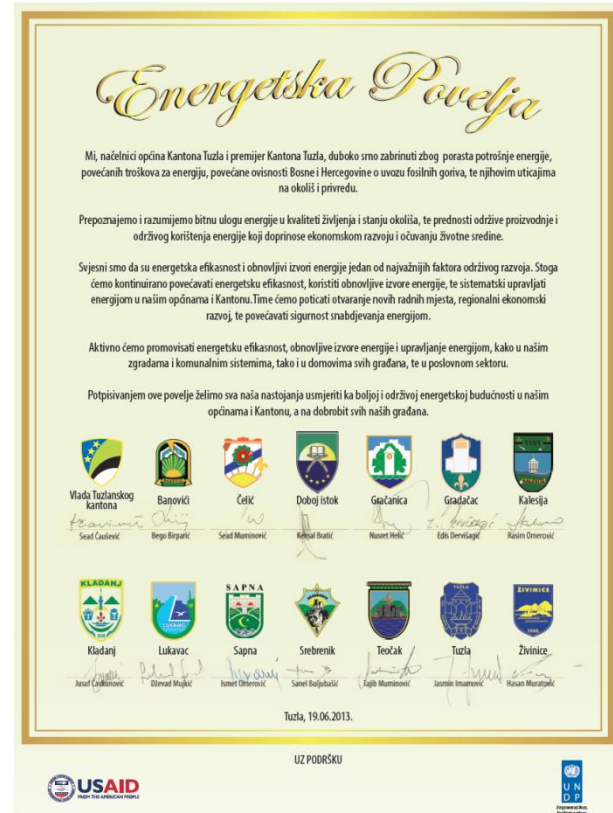 Energetska Povelja
Mi, načelnici općina Kantona Tuzla i premijer Kantona Tuzla, duboko smo zabrinuti zbog porasta potrošnje energije,
povećanih troškova za energiju, povećane ovisnosti Bosne i Hercegovine o uvozu fosilnih goriva, te njihovim uticajima
na okoliš i privredu.
Prepoznajemo i razumijemo bitnu ulogu energije u kvaliteti življenja i stanju okoliša, te prednosti održive proizvodnje i
održivog korištenja energije koji doprinose ekonomskom razvoju i očuvanju životne sredine.
Svjesni smo da su energetska efikasnost i obnovljivi izvori energije jedan od najvažnijih faktora održivog razvoja. Stoga
ćemo kontinuirano povećavati energetsku efikasnost, koristiti obnovljive izvore energije, te sistematski upravljati
energijom u našim općinama i Kantonu.Time ćemo poticati otvaranje novih radnih mjesta, regionalni ekonomski
razvoj, te povećavati sigurnost snabdjevanja energijom.
Aktivno ćemo promovisati energetsku efikasnost, obnovljive izvore energije i upravljanje energijom, kako u našim
zgradama i komunalnim sistemima, tako i u domovima svih građana, te u poslovnom sektoru.
Potpisivanjem ove povelje želimo sva naša nastojanja usmjeriti ka boljoj i održivoj energetskoj budućnosti u našim
općinama i Kantonu, a na dobrobit svih naših građana.
KALESIJA
Vlada Tuzlanskog
kantona
Banovići Čelić Doboj istok Gračanica Gradačac Kalesija
Sead Čaušević Bego Birparić Sead Muminović Kemal Bratić Nusret Helić Edis Dervišagić Rasim Omerović
KLADANJ SAPNA TUZLA ŽIVINICE
Kladanj Lukavac Sapna Srebrenik Teočak Tuzla Živinice
Jusuf Čavkunović Dževad Mujkić Ismet Omerović Sanel Buljubašić Tajib Muminović Jasmin Imamović Hasan Muratović
Tuzla, 19.06.2013.
UZ PODRŠKU
USAID
FROM THE AMERICAN PEOPLE
U N
D P